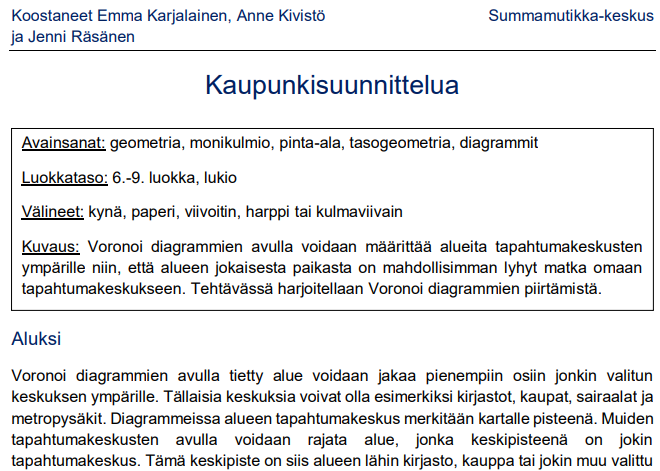 Koostaneet Emma Karjalainen, Anne Kivistö Summamutikka-keskus
ja Jenni Räsänen
Kaupunkisuunnittelua
Avainsanat: geometria, monikulmio, pinta-ala, tasogeometria, diagrammit
Luokkataso: 6.-9. luokka, lukio
Välineet: kynä, paperi, viivoitin, harppi tai kulmaviivain
Kuvaus: Voronoi diagrammien avulla voidaan määrittää alueita tapahtumakeskusten
ympärille niin, että alueen jokaisesta paikasta on mahdollisimman lyhyt matka omaan
tapahtumakeskukseen. Tehtävässä harjoitellaan Voronoi diagrammien piirtämistä.
Aluksi
Voronoi diagrammien avulla tietty alue voidaan jakaa pienempiin osiin jonkin valitun
keskuksen ympärille. Tällaisia keskuksia voivat olla esimerkiksi kirjastot, kaupat, sairaalat ja
metropysäkit. Diagrammeissa alueen tapahtumakeskus merkitään kartalle pisteenä. Muiden
tapahtumakeskusten avulla voidaan rajata alue, jonka keskipisteenä on jokin
tapahtumakeskus. Tämä keskipiste on siis alueen lähin kirjasto, kauppa tai jokin muu valittu